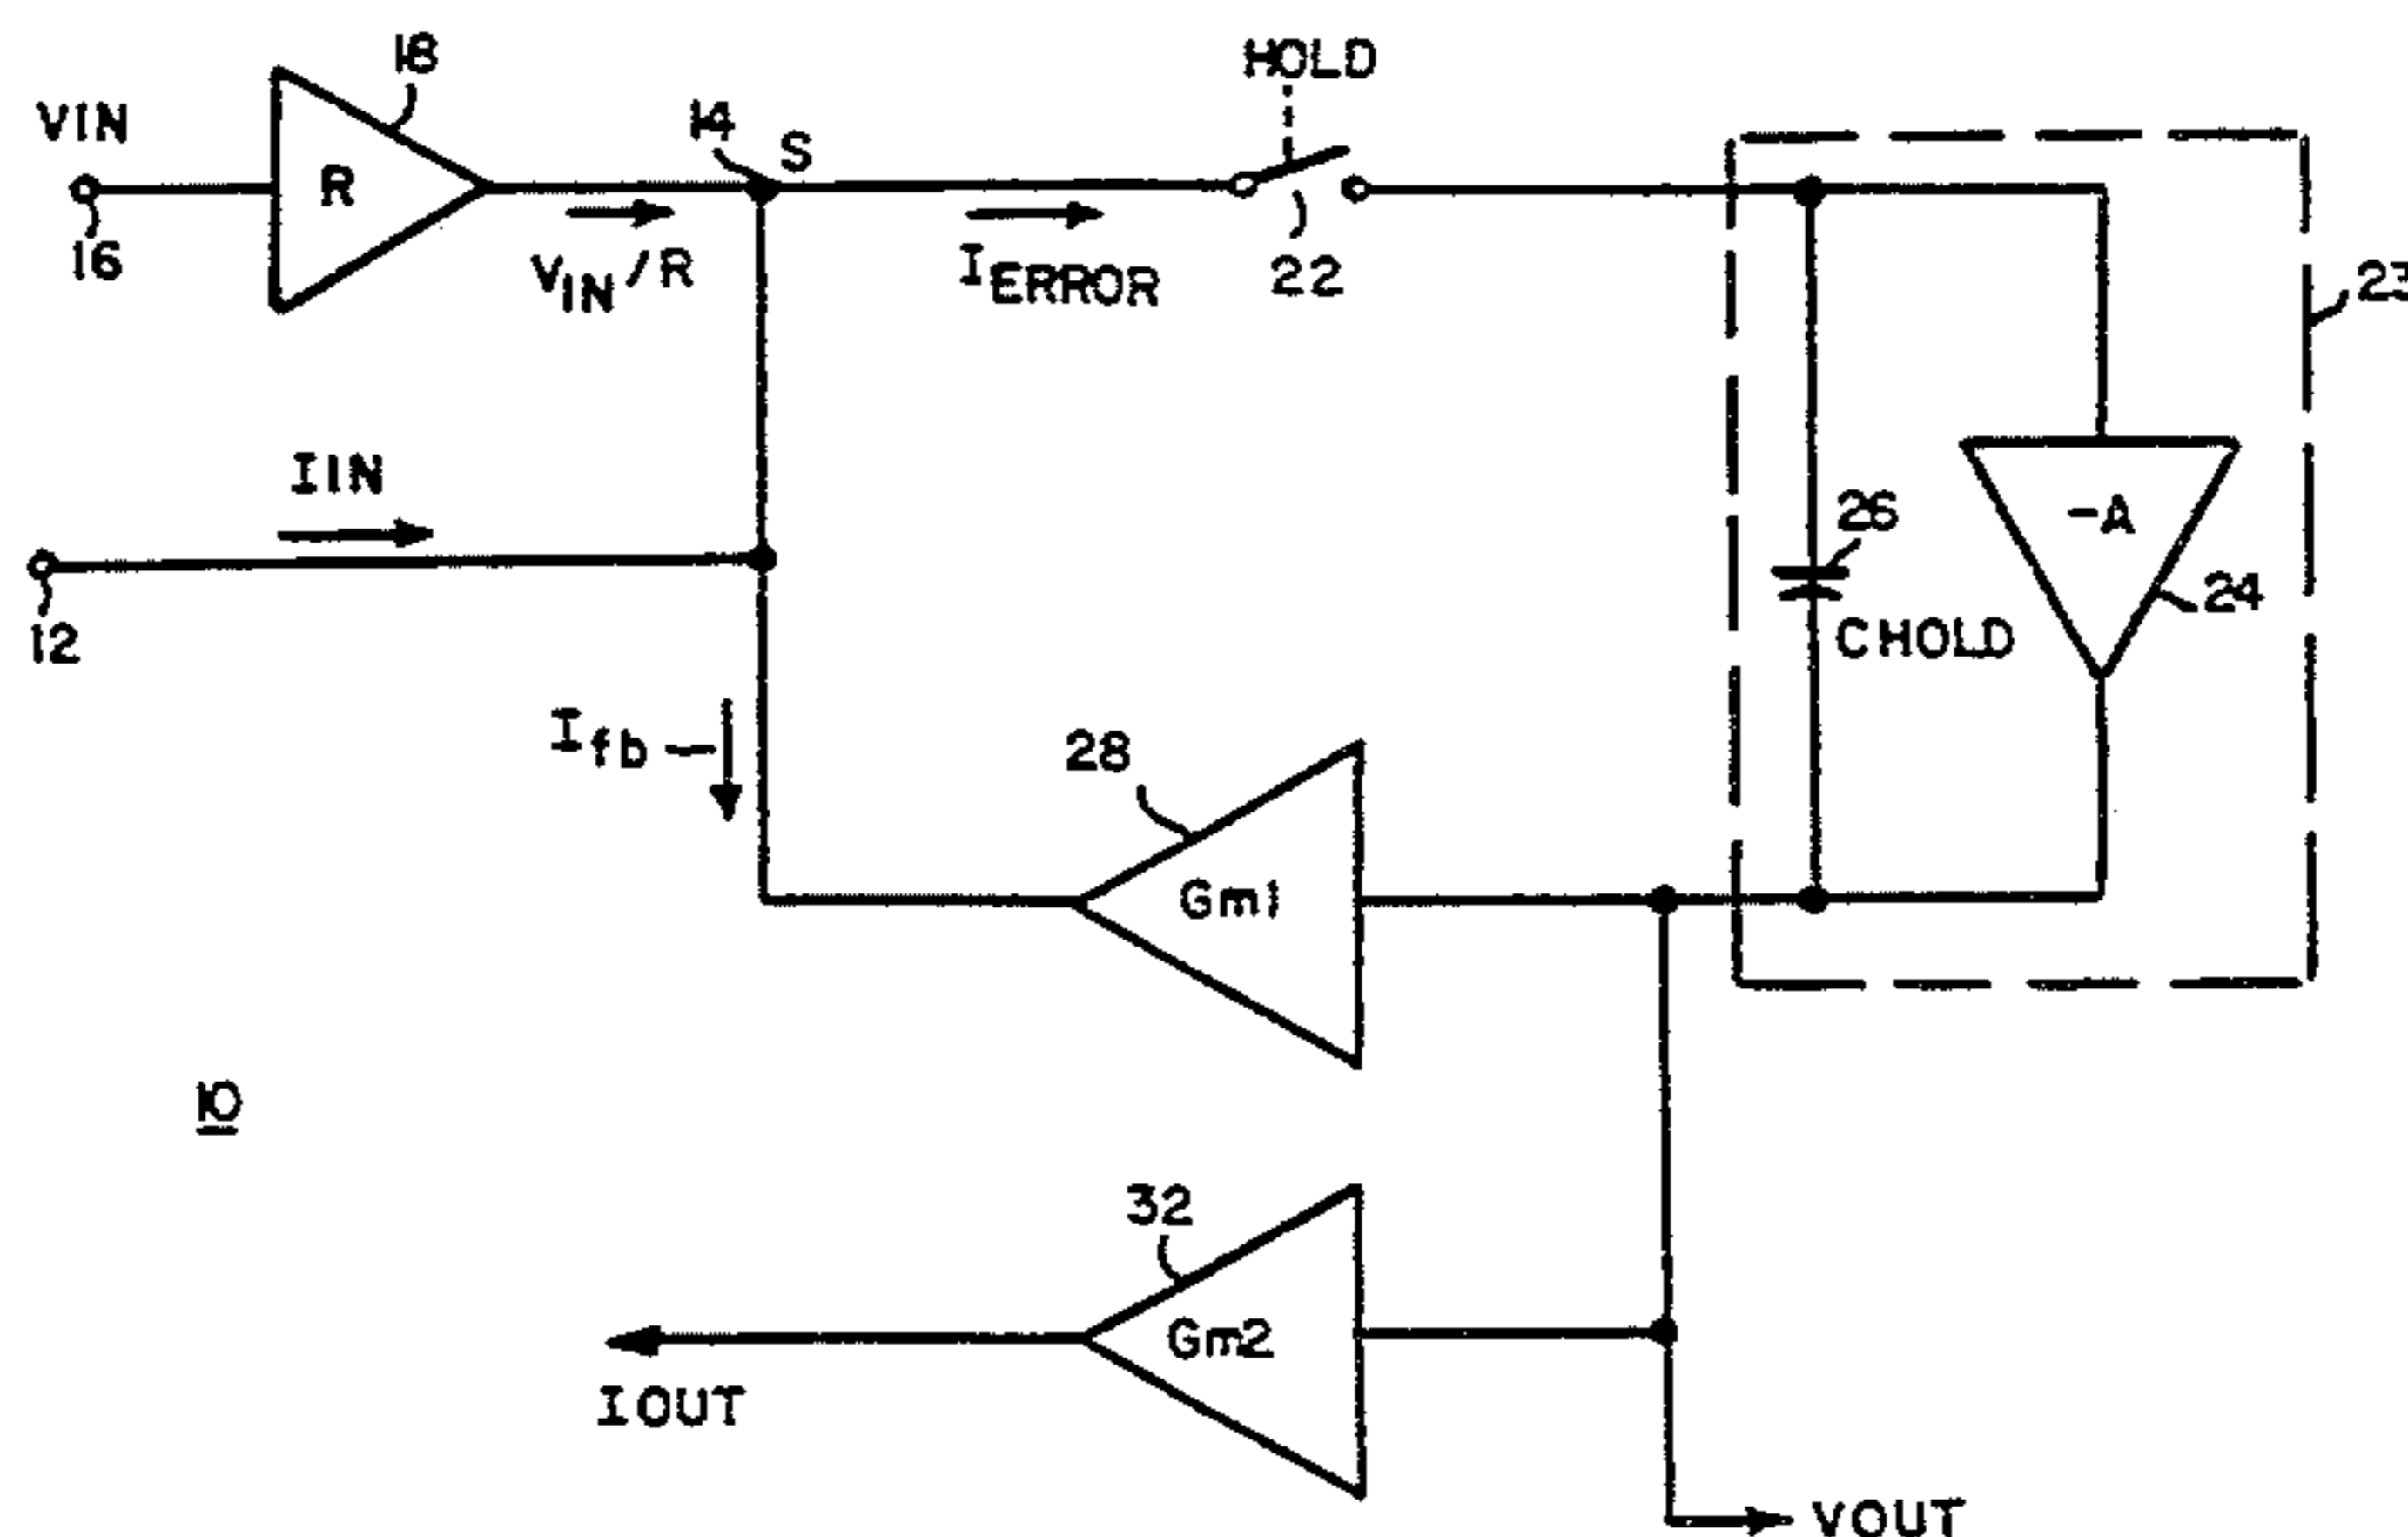 18
HOLD
VIN
14
S
R
16
VIN/R
IERROR
22
23
IIN
-A
26
24
12
CHOLD
Ifb
28
Gm1
10
32
Gm2
IOUT
VOUT